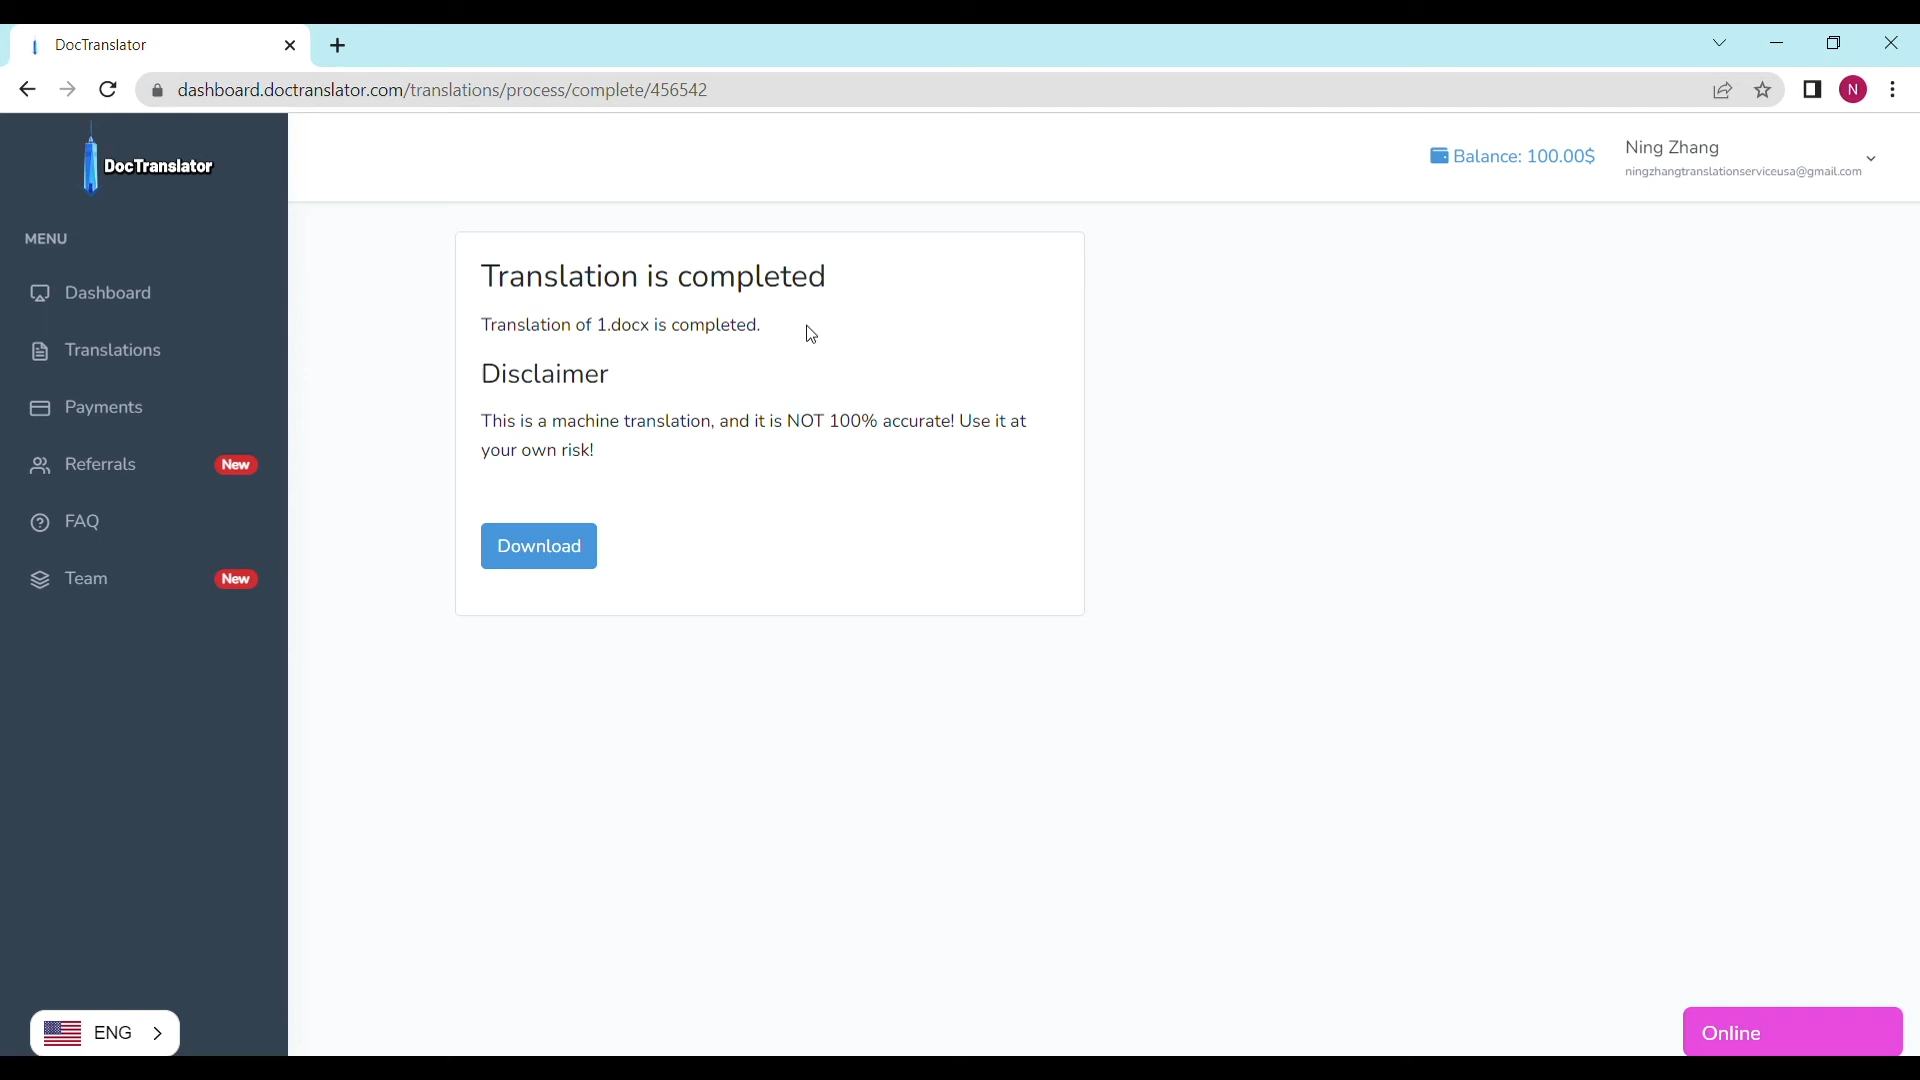 DocTranslator
dashboard.doctranslator.com/translations/process/complete/456542
N
DocTranslator
Balance: 100.00$
Ning Zhang
ningzhangtranslationserviceusa@gmail.com
MENU
Dashboard
Translations
Payments
Referrals New
FAQ
Team New
Translation is completed
Translation of 1.docx is completed.
Disclaimer
This is a machine translation, and it is NOT 100% accurate! Use it at
your own risk!
Download
ENG
Online